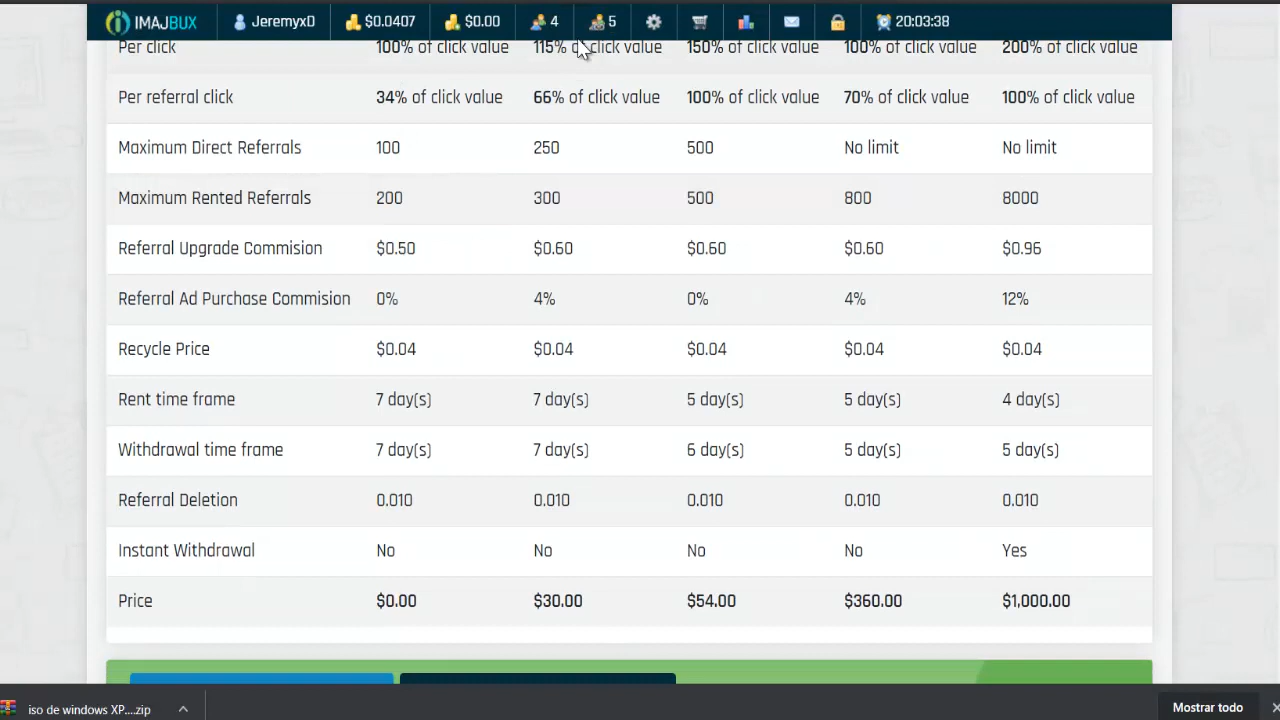 IMAJBUX JeremyxD $0.0407 $0.00 4 5 20:03:38
Per click 100% of click value 115% of click value 150% of click value 100% of click value 200% of click value
Per referral click 34% of click value 66% of click value 100% of click value 70% of click value 100% of click value
Maximum Direct Referrals 100 250 500 No limit No limit
Maximum Rented Referrals 200 300 500 800 8000
Referral Upgrade Commision $0.50 $0.60 $0.60 $0.60 $0.96
Referral Ad Purchase Commision 0% 4% 0% 4% 12%
Recycle Price $0.04 $0.04 $0.04 $0.04 $0.04
Rent time frame 7 day(s) 7 day(s) 5 day(s) 5 day(s) 4 day(s)
Withdrawal time frame 7 day(s) 7 day(s) 6 day(s) 5 day(s) 5 day(s)
Referral Deletion 0.010 0.010 0.010 0.010 0.010
Instant Withdrawal No No No No Yes
Price $0.00 $30.00 $54.00 $360.00 $1,000.00
iso de windows XP....zip Mostrar todo